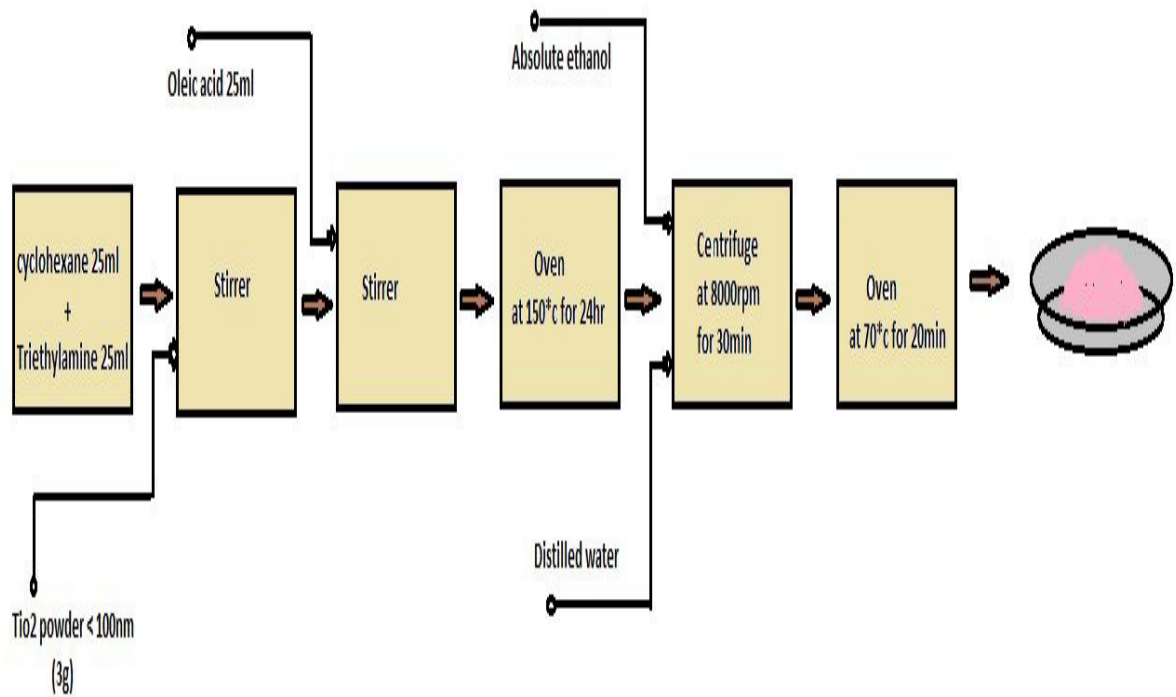 Oleic acid 25ml
Absolute ethanol
cyclohexane 25ml
+
Triethylamine 25ml
Stirrer
Stirrer
Oven
at 150*c for 24hr
Centrifuge
at 8000rpm
for 30min
Oven
at 70*c for 20min
Distilled water
Tio2 powder < 100nm
(3g)